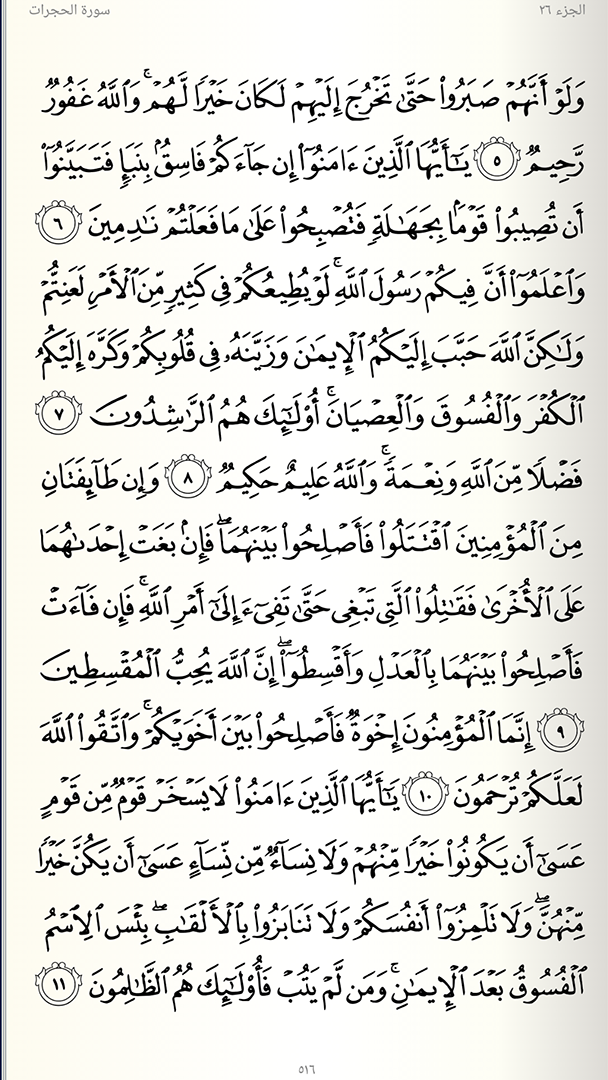 الجزء ٢٦
سورة الحجرات
وَلَوْ أَنَّهُمْ صَبَرُوا۟ حَتَّىٰ تَخْرُجَ إِلَيْهِمْ لَكَانَ خَيْرًا لَّهُمْ ۚ وَٱللَّهُ غَفُورٌ
رَّحِيمٌ ٥ يَـٰٓأَيُّهَا ٱلَّذِينَ ءَامَنُوٓا۟ إِن جَآءَكُمْ فَاسِقٌۢ بِنَبَإٍ فَتَبَيَّنُوٓا۟
أَن تُصِيبُوا۟ قَوْمًۢا بِجَهَـٰلَةٍ فَتُصْبِحُوا۟ عَلَىٰ مَا فَعَلْتُمْ نَـٰدِمِينَ ٦
وَٱعْلَمُوٓا۟ أَنَّ فِيكُمْ رَسُولَ ٱللَّهِ ۚ لَوْ يُطِيعُكُمْ فِى كَثِيرٍ مِّنَ ٱلْأَمْرِ لَعَنِتُّمْ
وَلَـٰكِنَّ ٱللَّهَ حَبَّبَ إِلَيْكُمُ ٱلْإِيمَـٰنَ وَزَيَّنَهُۥ فِى قُلُوبِكُمْ وَكَرَّهَ إِلَيْكُمُ
ٱلْكُفْرَ وَٱلْفُسُوقَ وَٱلْعِصْيَانَ ۚ أُو۟لَـٰٓئِكَ هُمُ ٱلرَّٰشِدُونَ ٧
فَضْلًا مِّنَ ٱللَّهِ وَنِعْمَةً ۚ وَٱللَّهُ عَلِيمٌ حَكِيمٌ ٨ وَإِن طَآئِفَتَانِ
مِنَ ٱلْمُؤْمِنِينَ ٱقْتَتَلُوا۟ فَأَصْلِحُوا۟ بَيْنَهُمَا ۖ فَإِنۢ بَغَتْ إِحْدَىٰهُمَا
عَلَى ٱلْأُخْرَىٰ فَقَـٰتِلُوا۟ ٱلَّتِى تَبْغِى حَتَّىٰ تَفِىٓءَ إِلَىٰٓ أَمْرِ ٱللَّهِ ۚ فَإِن فَآءَتْ
فَأَصْلِحُوا۟ بَيْنَهُمَا بِٱلْعَدْلِ وَأَقْسِطُوٓا۟ ۖ إِنَّ ٱللَّهَ يُحِبُّ ٱلْمُقْسِطِينَ
٩ إِنَّمَا ٱلْمُؤْمِنُونَ إِخْوَةٌ فَأَصْلِحُوا۟ بَيْنَ أَخَوَيْكُمْ ۚ وَٱتَّقُوا۟ ٱللَّهَ
لَعَلَّكُمْ تُرْحَمُونَ ١٠ يَـٰٓأَيُّهَا ٱلَّذِينَ ءَامَنُوا۟ لَا يَسْخَرْ قَوْمٌ مِّن قَوْمٍ
عَسَىٰٓ أَن يَكُونُوا۟ خَيْرًا مِّنْهُمْ وَلَا نِسَآءٌ مِّن نِّسَآءٍ عَسَىٰٓ أَن يَكُنَّ خَيْرًا
مِّنْهُنَّ ۖ وَلَا تَلْمِزُوٓا۟ أَنفُسَكُمْ وَلَا تَنَابَزُوا۟ بِٱلْأَلْقَـٰبِ ۖ بِئْسَ ٱلِٱسْمُ
ٱلْفُسُوقُ بَعْدَ ٱلْإِيمَـٰنِ ۚ وَمَن لَّمْ يَتُبْ فَأُو۟لَـٰٓئِكَ هُمُ ٱلظَّـٰلِمُونَ ١١
٥١٦